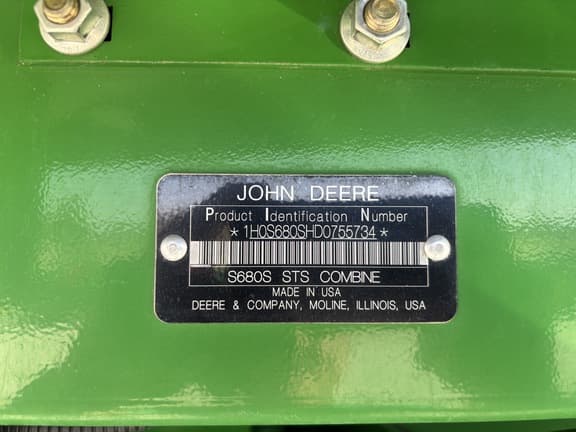 JOHN DEERE
Product Identification Number
*1H0S680SHD0755734*
S680S STS COMBINE
MADE IN USA
DEERE & COMPANY, MOLINE, ILLINOIS, USA